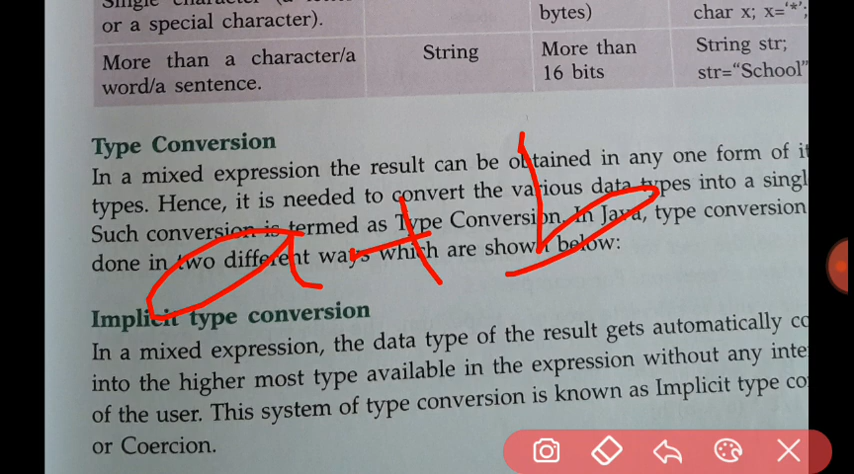 or a special character).
bytes)
char x; x='*';
More than a character/a
word/a sentence.
String
More than
16 bits
String str;
str="School"
Type Conversion
In a mixed expression the result can be obtained in any one form of
types. Hence, it is needed to convert the various data types into a
Such conversion is termed as Type Conversion. In Java, type conversion
done in two different ways which are shown below:
a + b
Implicit type conversion
In a mixed expression, the data type of the result gets automatically
into the higher most type available in the expression without any
of the user. This system of type conversion is known as Implicit type
or Coercion.